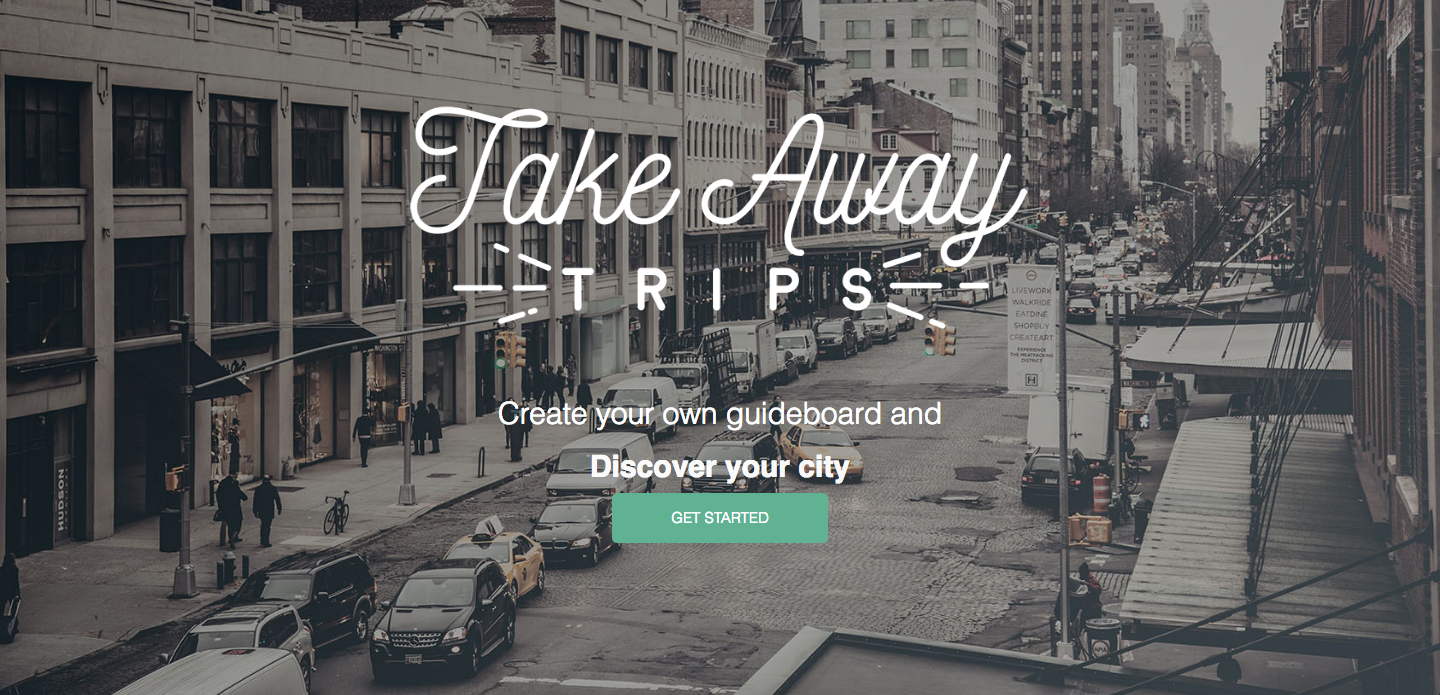 Take Away
TRIPS
LIVEWORK
WALKRIDE
EATDINE
SHOPBUY
CREATEART
EXPERIENCE
THE MEATPACKING
DISTRICT
Create your own guideboard and
Discover your city
GET STARTED
HUDSON